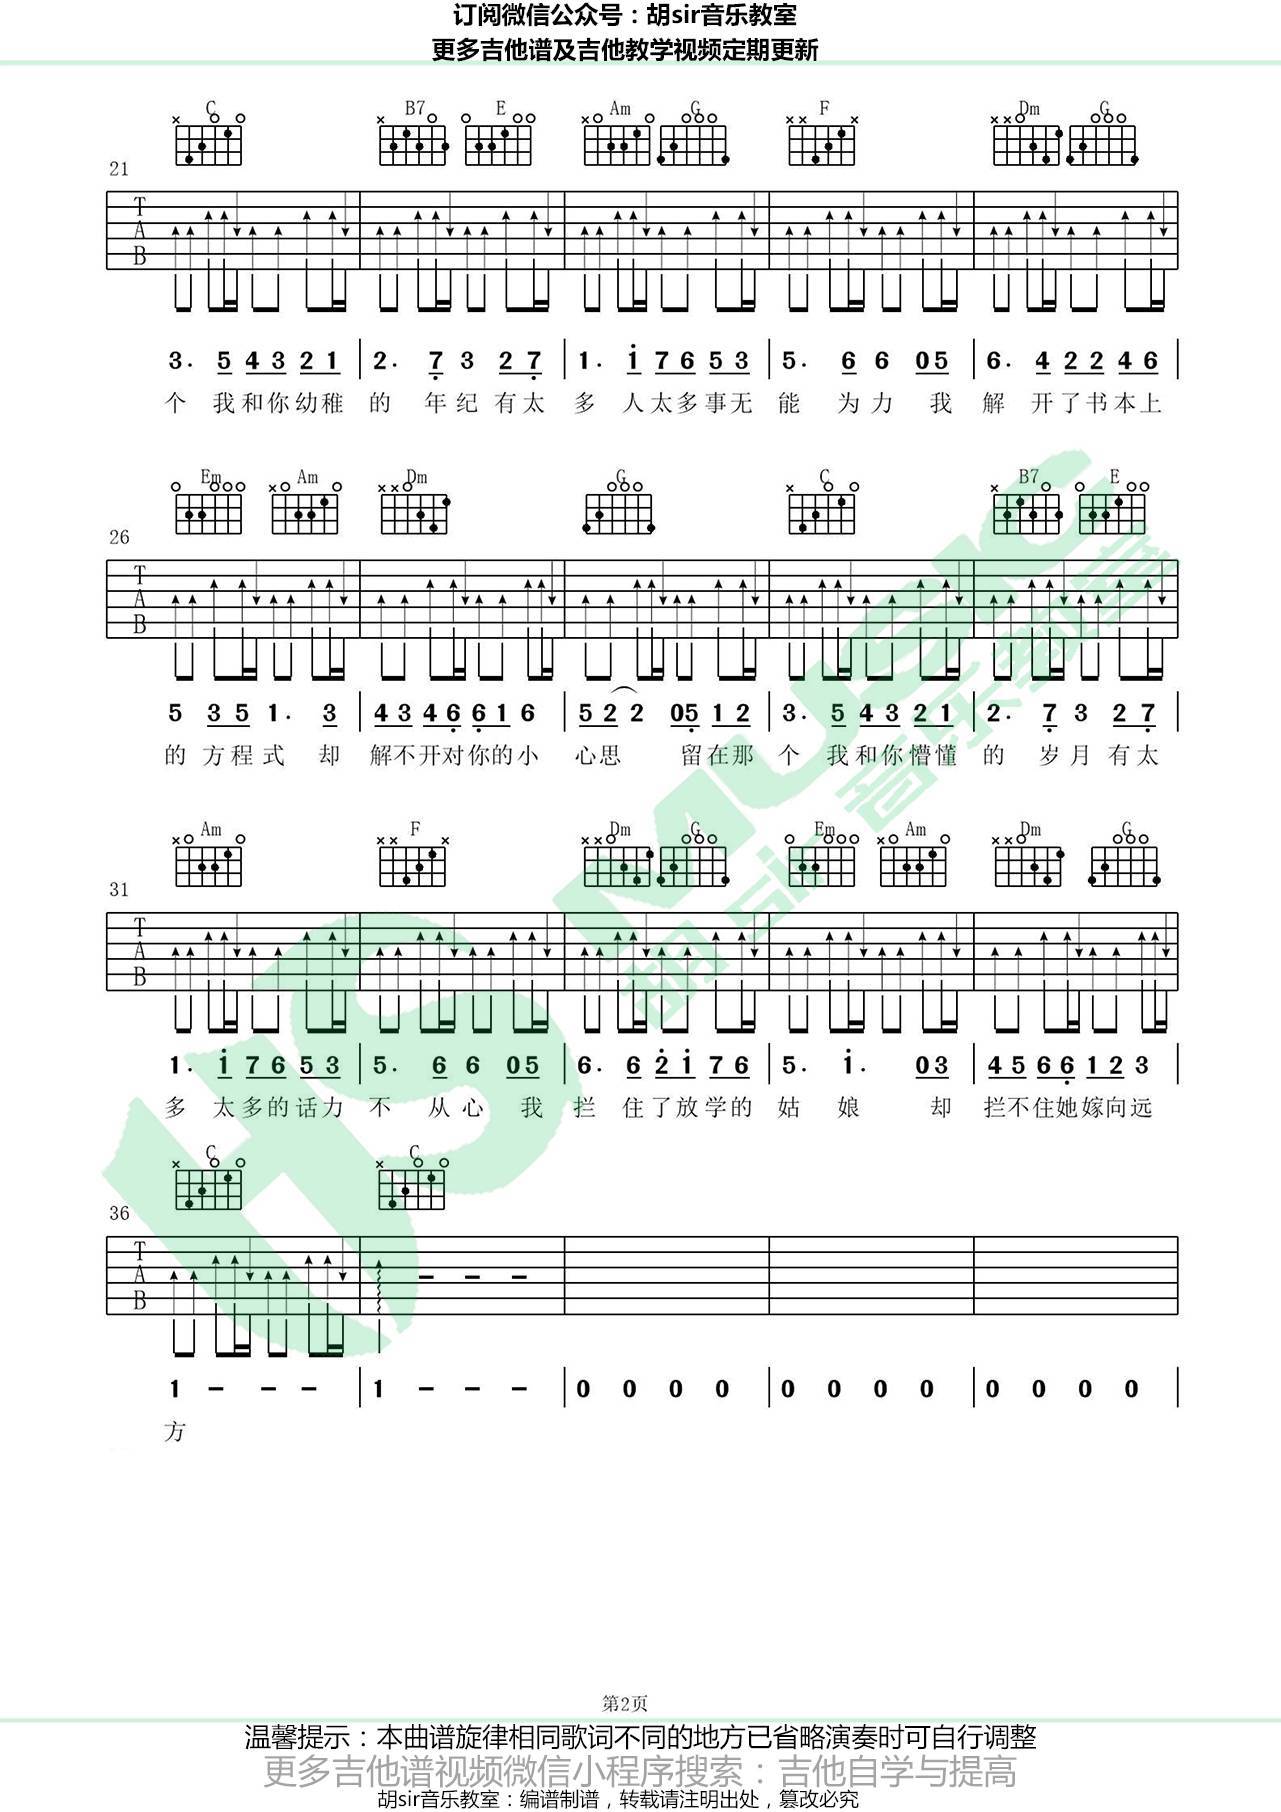 订阅微信公众号：胡sir音乐教室
更多吉他谱及吉他教学视频定期更新
C B7 E Am G F Dm G
21
T
A
B
3. 5 4 3 2 1 2. 7 3 2 7 1. 1 7 6 5 3 5. 6 6 0 5 6. 4 2 2 4 6
个 我和你幼稚 的 年纪有太 多 人太多事无 能 为力 我 解 开了书本上
Em Am Dm G C B7 E
26
T
A
B
5 3 5 1. 3 4 3 4 6 6 1 6 5 2 2 0 5 1 2 3. 5 4 3 2 1 2. 7 3 2 7
的 方程式 却 解不开对你的小 心思 留在那 个 我和你懵懂 的 岁月有太
Am F Dm G Em Am Dm G
31
T
A
B
1. 1 7 6 5 3 5. 6 6 0 5 6. 6 2 1 7 6 5. 1. 0 3 4 5 6 6 1 2 3
多 太多的话力 不 从心 我 拦 住了放学的 姑 娘 却 拦不住她嫁向远
C C
36
T
A
B
1 - - - 1 - - - 0 0 0 0 0 0 0 0 0 0 0 0
方
HS MUSIC
胡 sir 音乐教室
第2页
温馨提示：本曲谱旋律相同歌词不同的地方已省略演奏时可自行调整
更多吉他谱视频微信小程序搜索：吉他自学与提高
胡sir音乐教室：编谱制谱，转载请注明出处，篡改必究